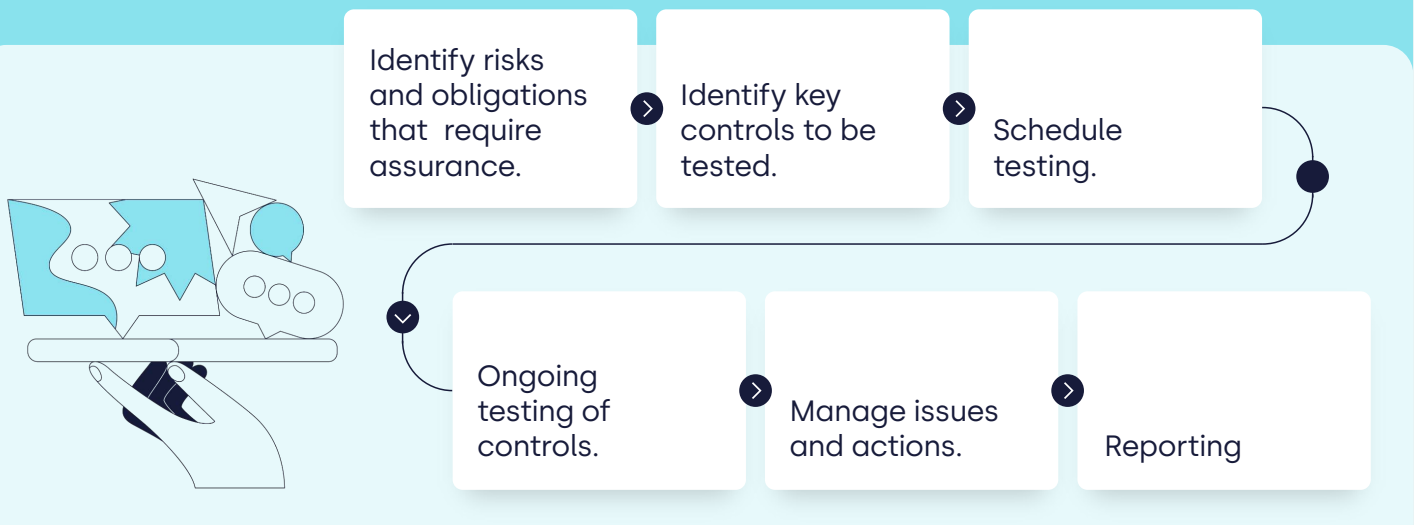 Identify risks
and obligations
that  require
assurance.
Identify key
controls to be
tested.
Schedule
testing.
Ongoing
testing of
controls.
Manage issues
and actions.
Reporting